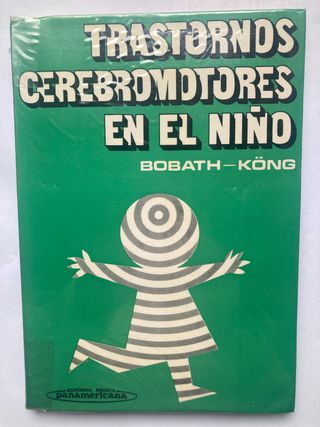 TRASTORNOS
CEREBROMOTORES
EN EL NIÑO
BOBATH-KÖNG
EDITORIAL MEDICA
panamericana